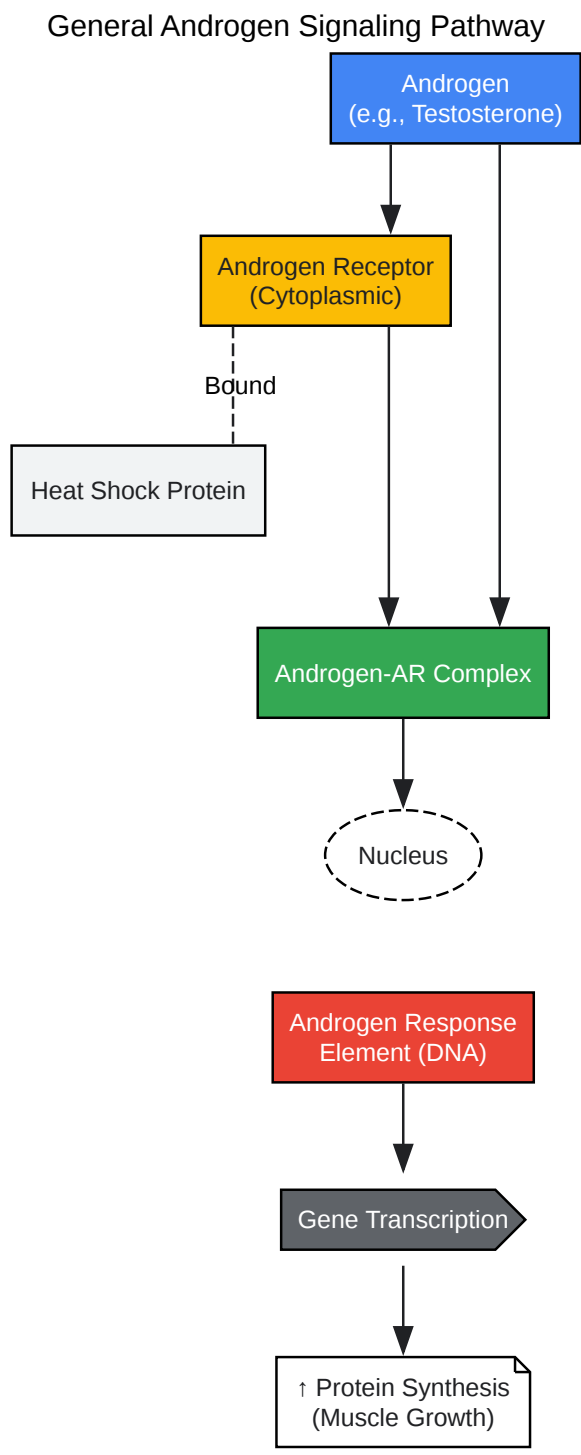 General Androgen Signaling Pathway
Androgen
(e.g., Testosterone)
Androgen Receptor
(Cytoplasmic)
Bound
Heat Shock Protein
Androgen-AR Complex
Nucleus
Androgen Response
Element (DNA)
Gene Transcription
↑ Protein Synthesis
(Muscle Growth)